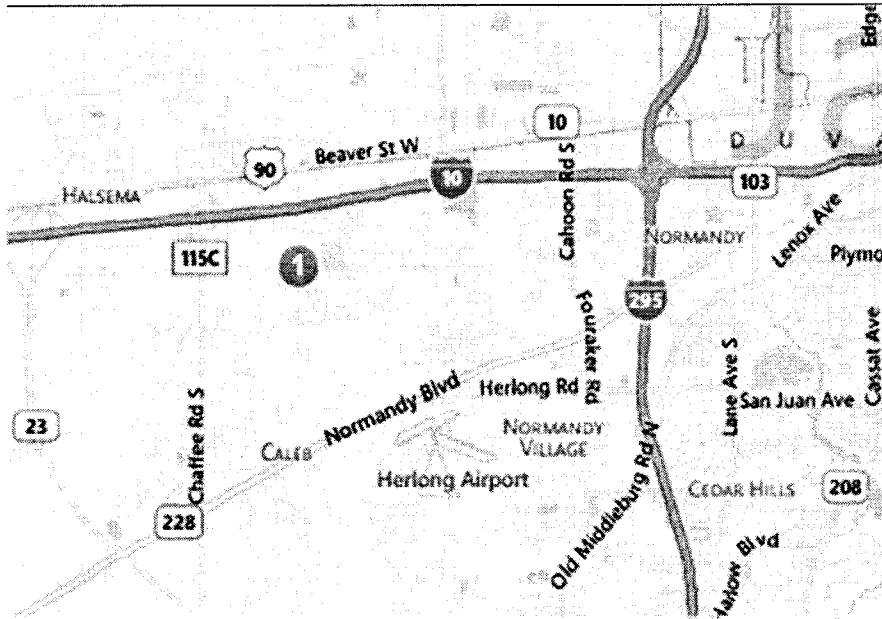 Edge
10
D U V
Beaver St W
90
10
103
HALSEMA
Cahoon Rd S
Lenox Ave
NORMANDY
115C
1
Plymo
295
Fouraker Rd
Normandy Blvd
Herlong Rd
Lane Ave S
Cassat Ave
San Juan Ave
23
Chaffee Rd S
CALEB
NORMANDY
VILLAGE
Herlong Airport
Old Middleburg Rd N
CEDAR HILLS
208
228
Harlow Blvd